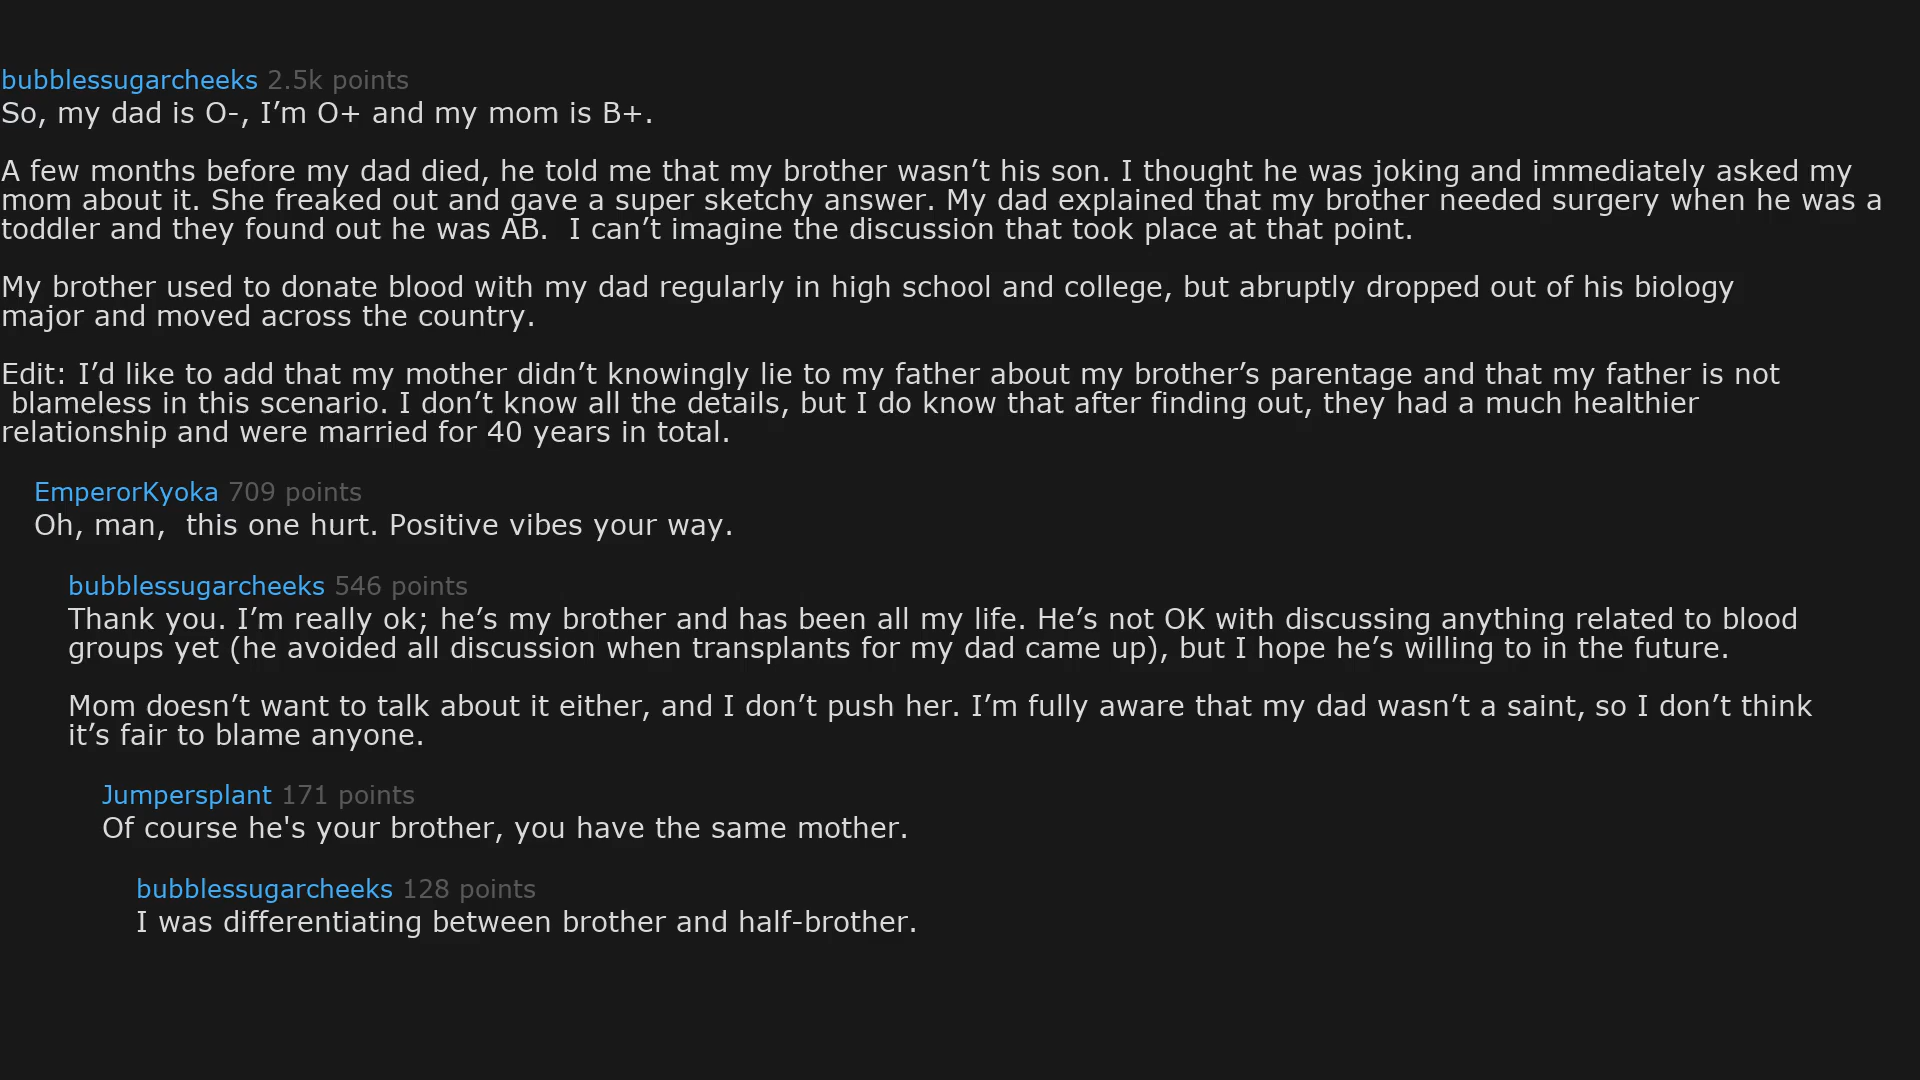 bubblessugarcheeks 2.5k points
So, my dad is O-, I’m O+ and my mom is B+.
A few months before my dad died, he told me that my brother wasn’t his son. I thought he was joking and immediately asked my
mom about it. She freaked out and gave a super sketchy answer. My dad explained that my brother needed surgery when he was a
toddler and they found out he was AB.  I can’t imagine the discussion that took place at that point.
My brother used to donate blood with my dad regularly in high school and college, but abruptly dropped out of his biology
major and moved across the country.
Edit: I’d like to add that my mother didn’t knowingly lie to my father about my brother’s parentage and that my father is not
blameless in this scenario. I don’t know all the details, but I do know that after finding out, they had a much healthier
relationship and were married for 40 years in total.
EmperorKyoka 709 points
Oh, man,  this one hurt. Positive vibes your way.
bubblessugarcheeks 546 points
Thank you. I’m really ok; he’s my brother and has been all my life. He’s not OK with discussing anything related to blood
groups yet (he avoided all discussion when transplants for my dad came up), but I hope he’s willing to in the future.
Mom doesn’t want to talk about it either, and I don’t push her. I’m fully aware that my dad wasn’t a saint, so I don’t think
it’s fair to blame anyone.
Jumpersplant 171 points
Of course he's your brother, you have the same mother.
bubblessugarcheeks 128 points
I was differentiating between brother and half-brother.